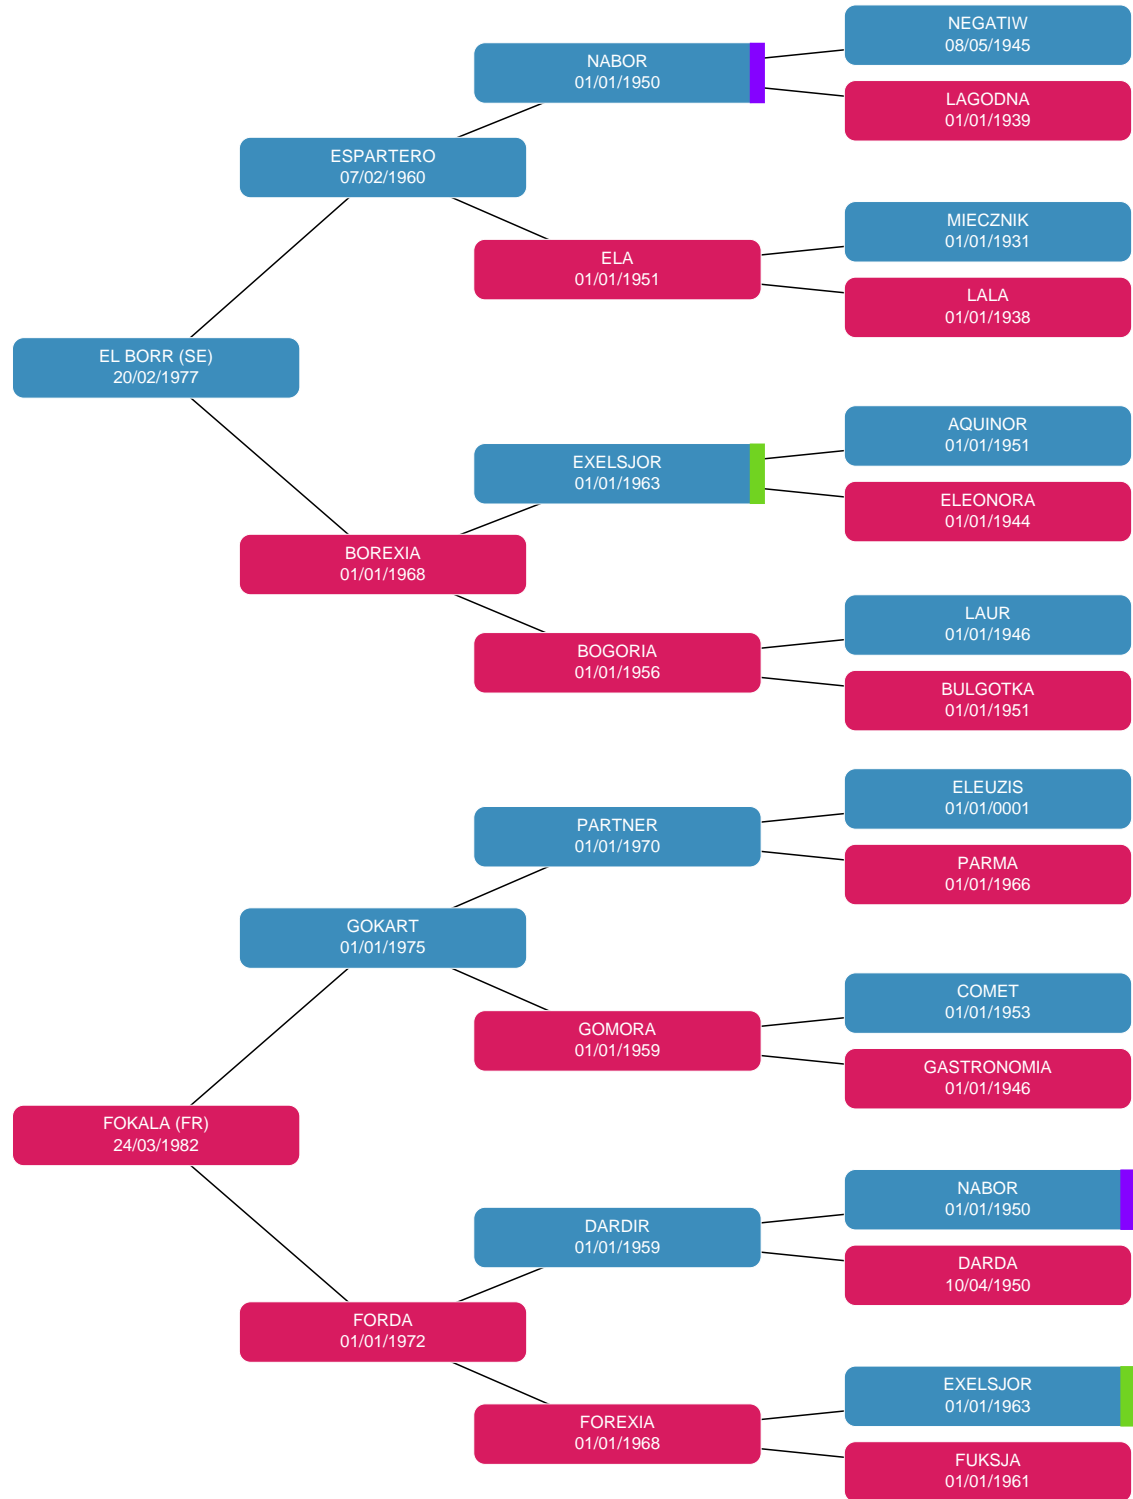 NEGATIW
08/05/1945
NABOR
01/01/1950
LAGODNA
01/01/1939
ESPARTERO
07/02/1960
MIECZNIK
01/01/1931
ELA
01/01/1951
LALA
01/01/1938
EL BORR (SE)
20/02/1977
AQUINOR
01/01/1951
EXELSJOR
01/01/1963
ELEONORA
01/01/1944
BOREXIA
01/01/1968
LAUR
01/01/1946
BOGORIA
01/01/1956
BULGOTKA
01/01/1951
ELEUZIS
01/01/0001
PARTNER
01/01/1970
PARMA
01/01/1966
GOKART
01/01/1975
COMET
01/01/1953
GOMORA
01/01/1959
GASTRONOMIA
01/01/1946
FOKALA (FR)
24/03/1982
NABOR
01/01/1950
DARDIR
01/01/1959
DARDA
10/04/1950
FORDA
01/01/1972
EXELSJOR
01/01/1963
FOREXIA
01/01/1968
FUKSJA
01/01/1961